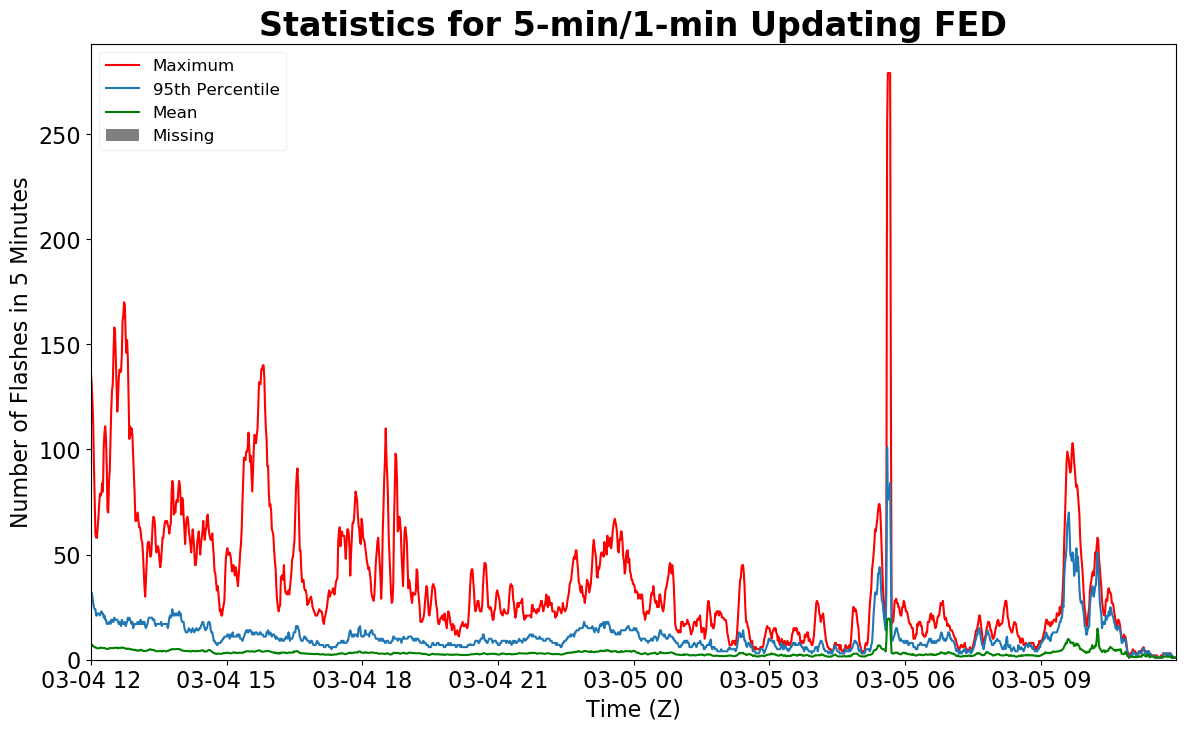 Statistics for 5-min/1-min Updating FED
Maximum
95th Percentile
Mean
Missing
Number of Flashes in 5 Minutes
250
200
150
100
50
0
03-04 12
03-04 15
03-04 18
03-04 21
03-05 00
03-05 03
03-05 06
03-05 09
Time (Z)